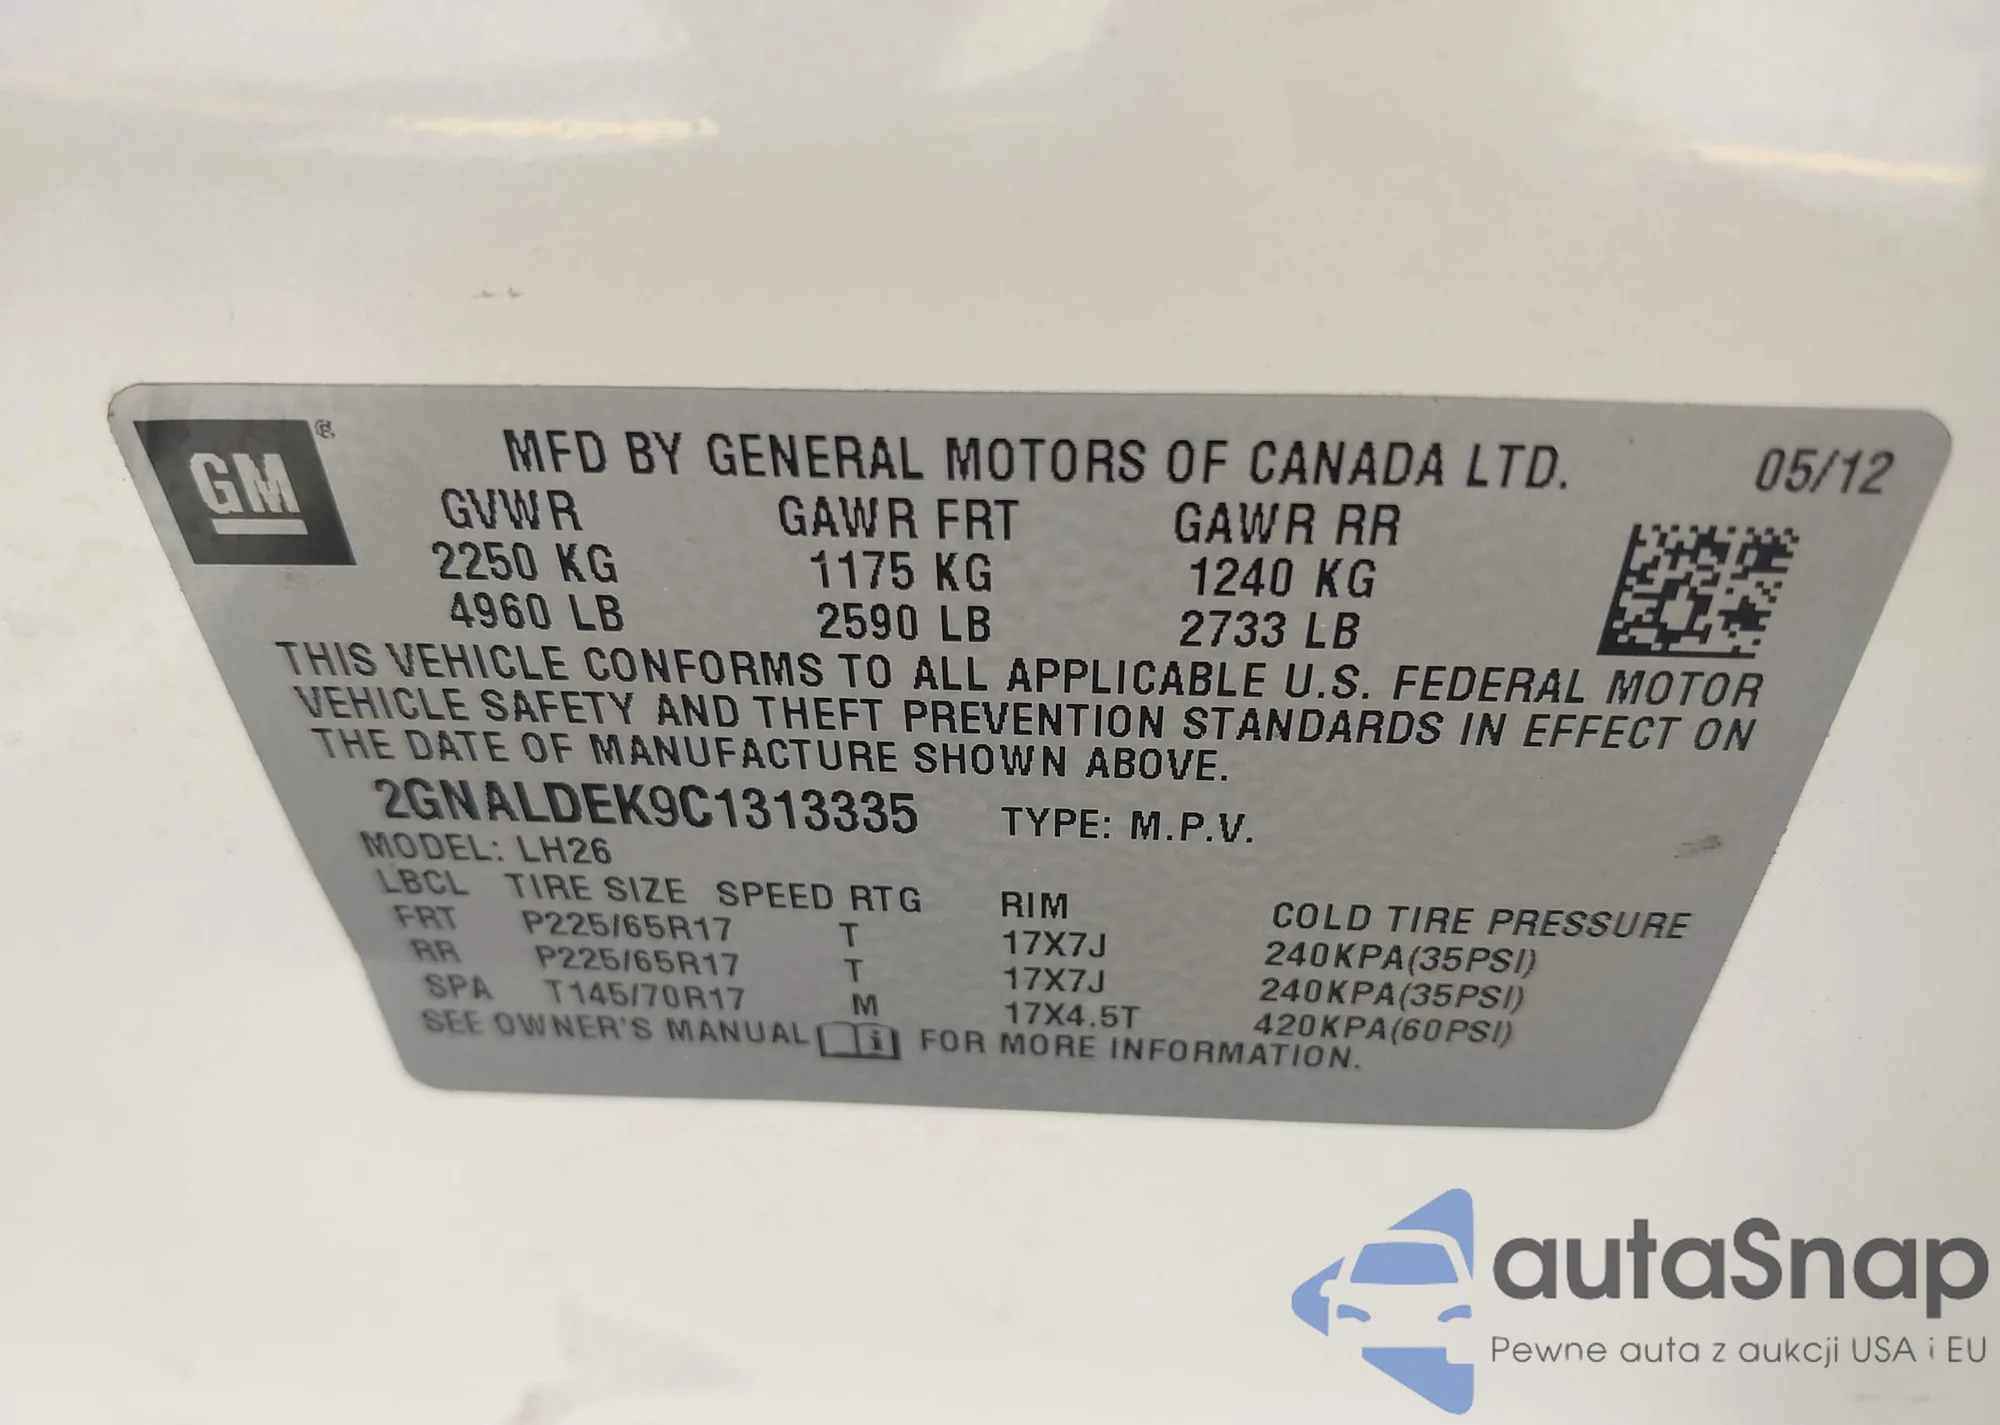 GM ®
MFD BY GENERAL MOTORS OF CANADA LTD. 05/12
GVWR GAWR FRT GAWR RR
2250 KG 1175 KG 1240 KG
4960 LB 2590 LB 2733 LB
THIS VEHICLE CONFORMS TO ALL APPLICABLE U.S. FEDERAL MOTOR
VEHICLE SAFETY AND THEFT PREVENTION STANDARDS IN EFFECT ON
THE DATE OF MANUFACTURE SHOWN ABOVE.
2GNALDEK9C1313335 TYPE: M.P.V.
MODEL: LH26
LBCL TIRE SIZE SPEED RTG RIM COLD TIRE PRESSURE
FRT P225/65R17 T 17X7J 240KPA(35PSI)
RR P225/65R17 T 17X7J 240KPA(35PSI)
SPA T145/70R17 M 17X4.5T 420KPA(60PSI)
SEE OWNER'S MANUAL i FOR MORE INFORMATION.
autaSnap
Pewne auta z aukcji USA i EU